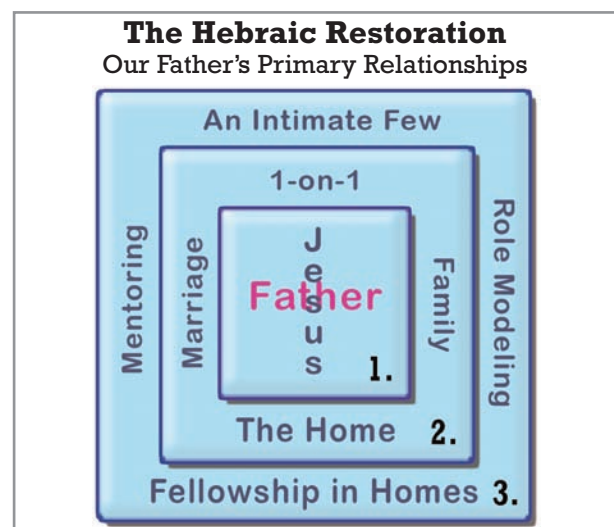 The Hebraic Restoration
Our Father's Primary Relationships
An Intimate Few
1-on-1
Mentoring
Marriage
Jesus
Father
Family
Role Modeling
1.
The Home 2.
Fellowship in Homes 3.